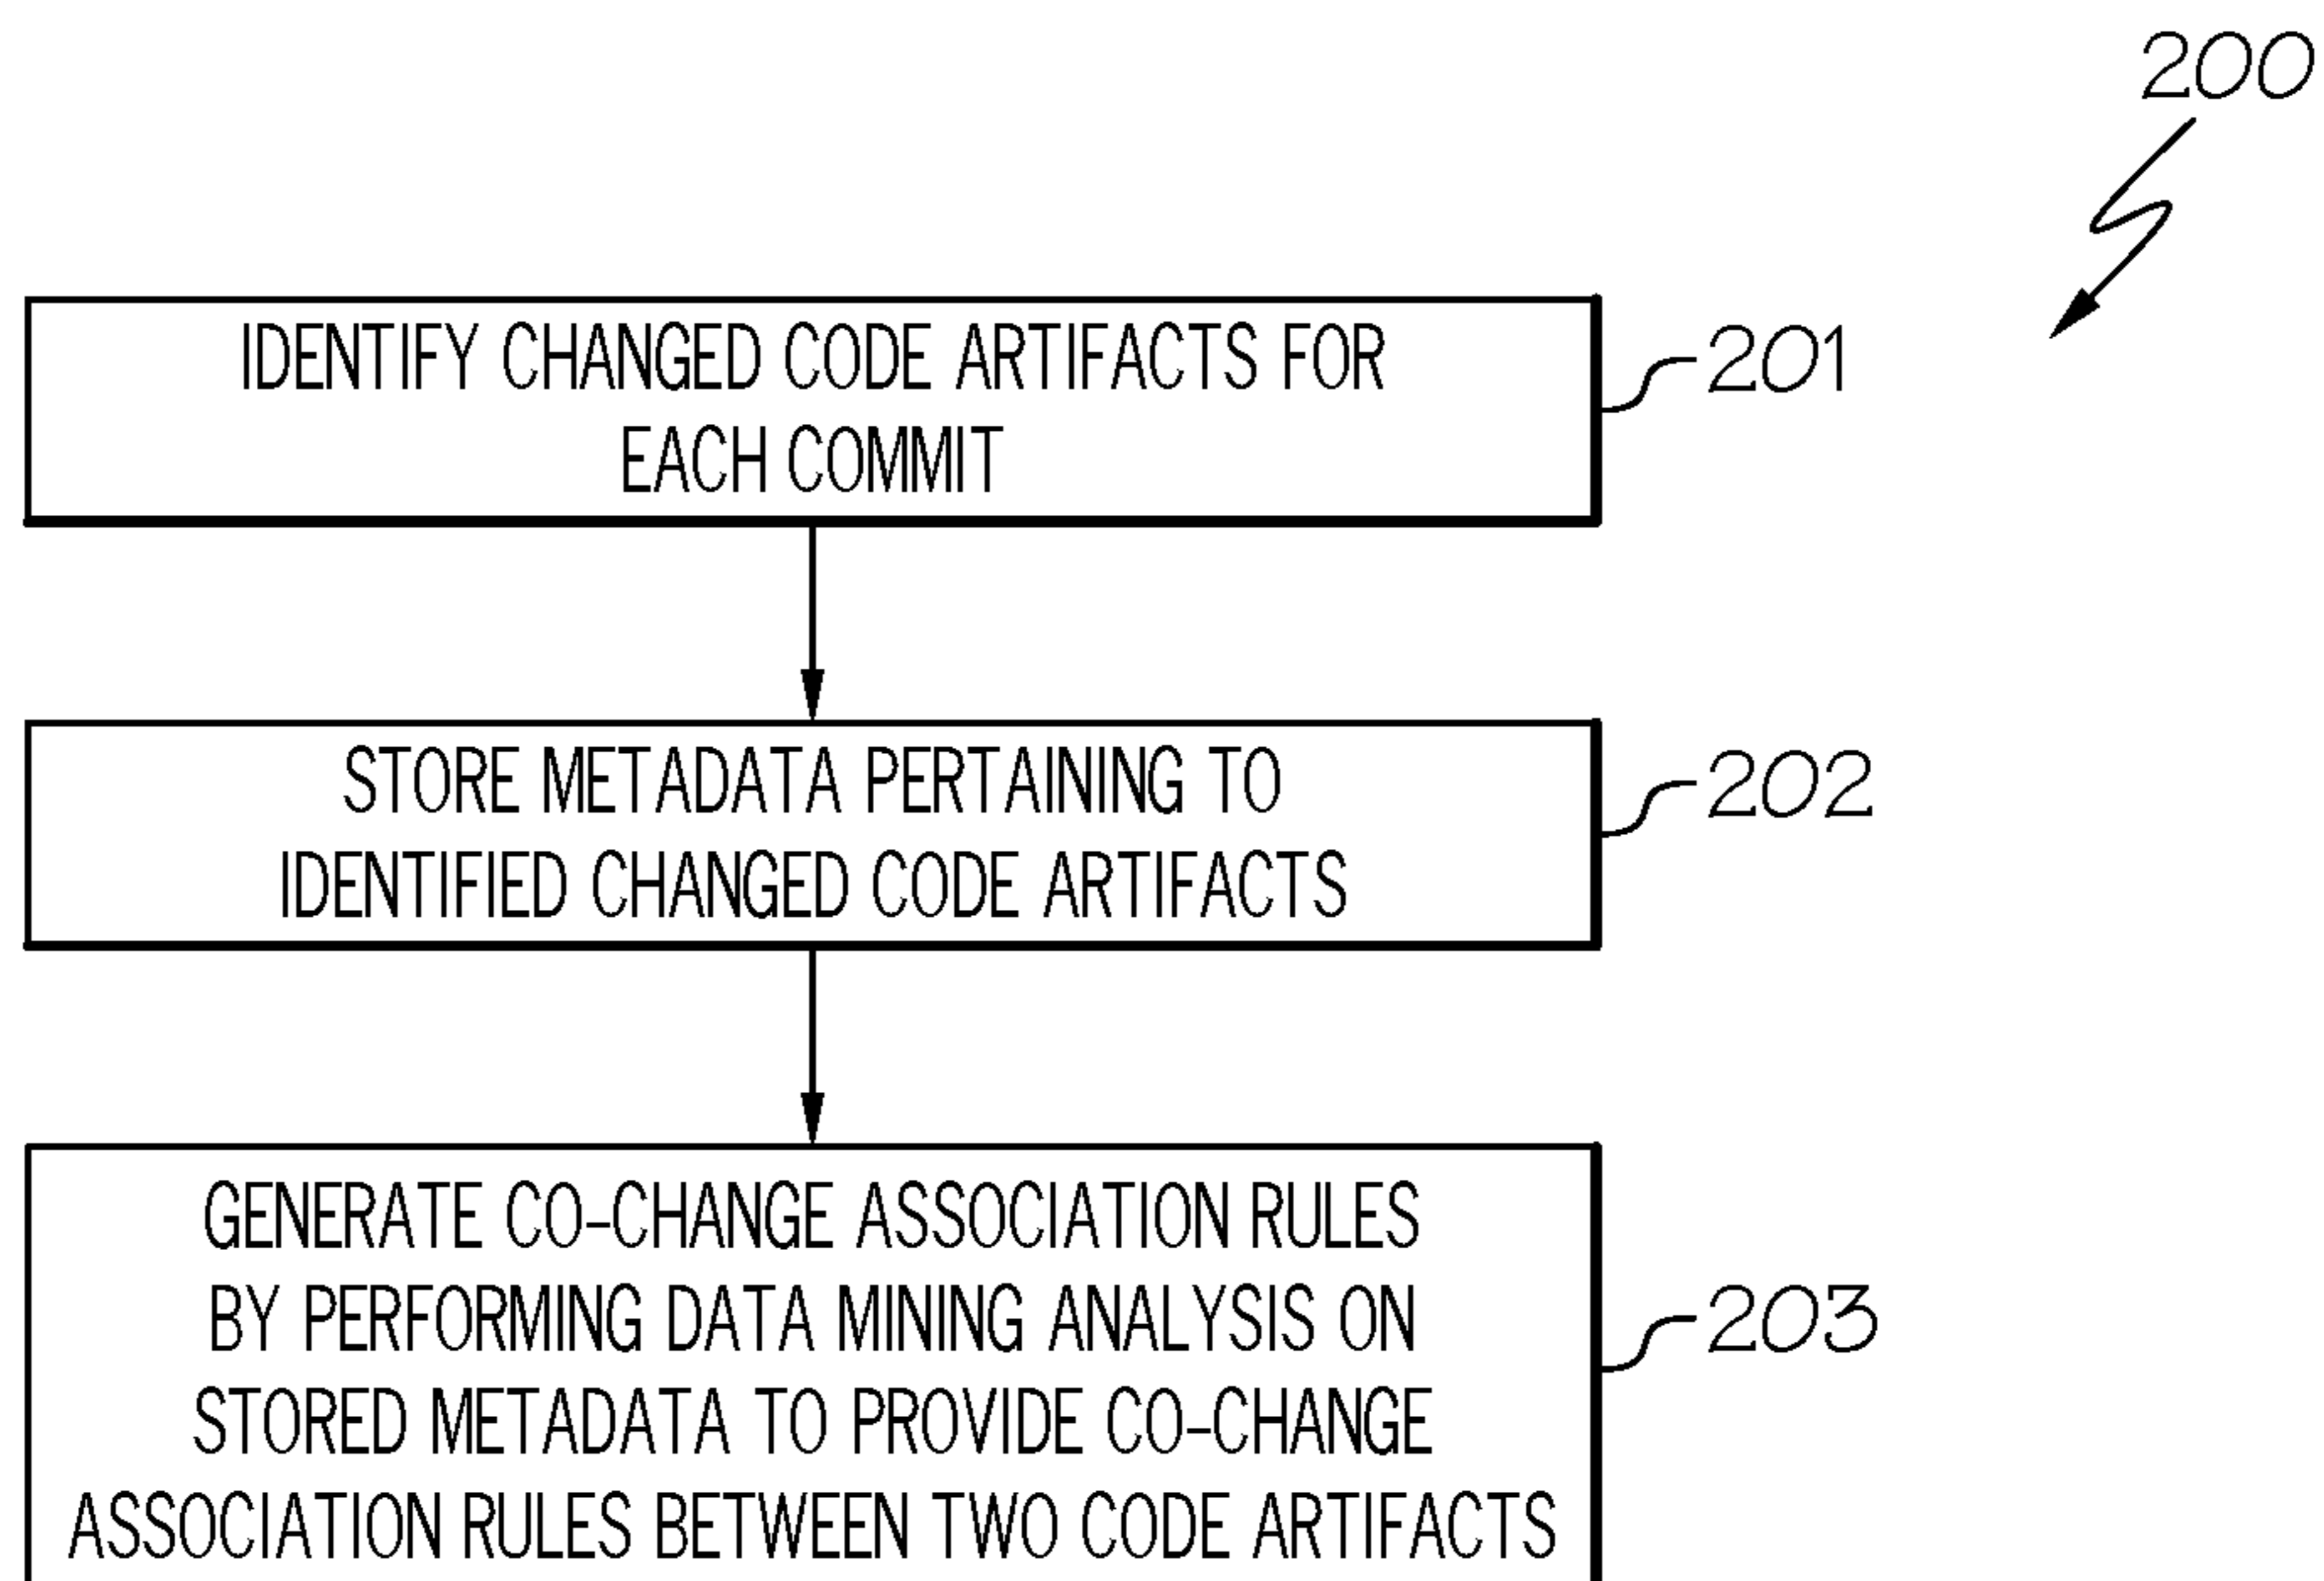 200
IDENTIFY CHANGED CODE ARTIFACTS FOR
EACH COMMIT
201
STORE METADATA PERTAINING TO
IDENTIFIED CHANGED CODE ARTIFACTS
202
GENERATE CO-CHANGE ASSOCIATION RULES
BY PERFORMING DATA MINING ANALYSIS ON
STORED METADATA TO PROVIDE CO-CHANGE
ASSOCIATION RULES BETWEEN TWO CODE ARTIFACTS
203